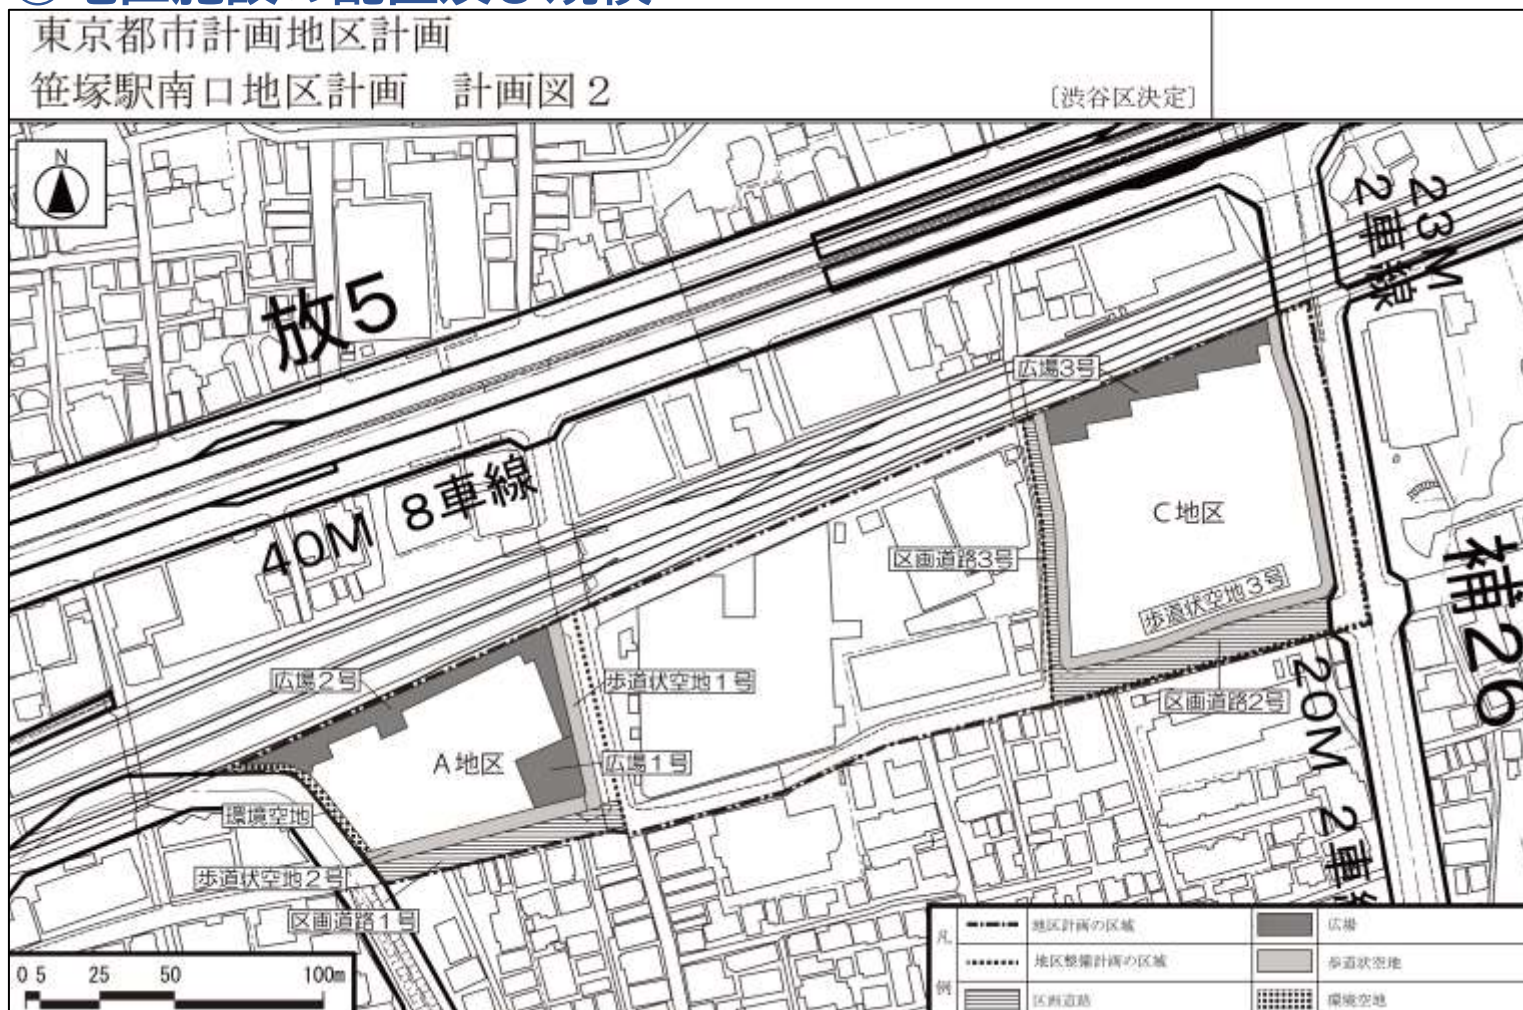 東京都市計画地区計画
笹塚駅南口地区計画 計画図2
〔渋谷区決定〕
N
放5
40M 8車線
23M
2車線
広場3号
C地区
区画道路3号
歩道状空地3号
区画道路2号
補26
20M 2車線
広場2号
歩道状空地1号
A地区
広場1号
環境空地
歩道状空地2号
区画道路1号
0 5 25 50 100m
凡例
地区計画の区域
広場
地区整備計画の区域
歩道状空地
区画道路
環境空地